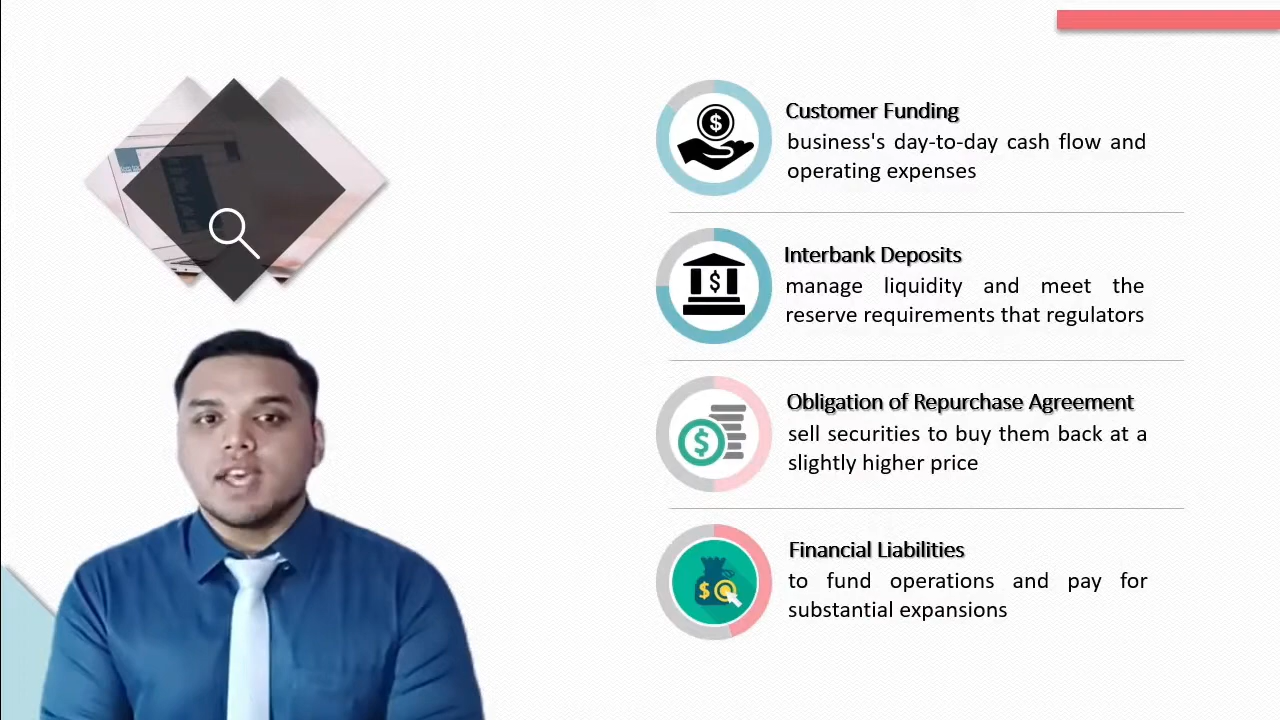 Customer Funding
business's day-to-day cash flow and
operating expenses
Interbank Deposits
manage liquidity and meet the
reserve requirements that regulators
Obligation of Repurchase Agreement
sell securities to buy them back at a
slightly higher price
Financial Liabilities
to fund operations and pay for
substantial expansions